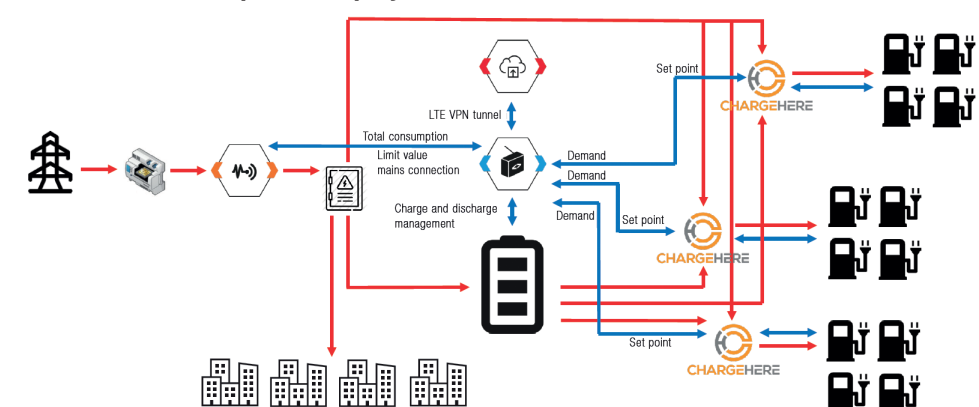 Set point
CHARGEHERE
LTE VPN tunnel
Total consumption
Limit value
mains connection
Demand
Demand
Charge and discharge
management
Demand
Set point
CHARGEHERE
Set point
CHARGEHERE